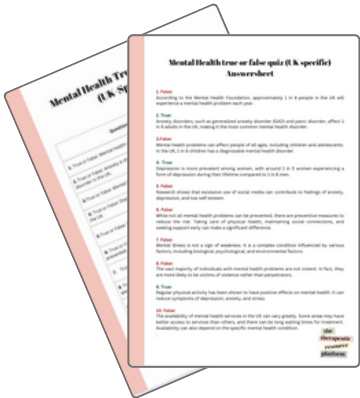 Mental Health Tru
(UK Sp
Mental Health true or false quiz (UK specific)
Answersheet
1. False
According to the Mental Health Foundation, approximately 1 in 4 people in the UK will
experience a mental health problem each year.
2. True
Anxiety disorders, such as generalised anxiety disorder (GAD) and panic disorder, affect
in 6 adults in the UK, making it the most common mental health disorder.
3.False
Mental health problems can affect people of all ages, including children and adolescents.
In the UK, 1 in children has a diagnosable mental health disorder.
4. True
Depression is more prevalent among women, with around 1 in women experiencing a
form of depression during their lifetime compared to 1 in men.
5. False
Research shows that excessive use of social media can contribute to feelings of anxiety,
depression, and low self-esteem.
6. False
While not all mental health problems can be prevented, there are preventive measures to
reduce the risk. Taking care of physical health, maintaining social connections, and
seeking support early can make a significant difference.
7. False
Mental illness is not a sign of weakness. It is a complex condition influenced by various
factors, including biological, psychological, and environmental factors.
8. False
The vast majority of individuals with mental health problems are not violent. In fact, they
are more likely to be victims of violence rather than perpetrators.
9. True
Regular physical activity has been shown to have positive effects on mental health. It can
reduce symptoms of depression, anxiety, and stress.
10. False
The availability of mental health services in the UK can vary greatly. Some areas may have
better access to services than others, and there can be long waiting times for treatment.
Availability can also depend on the specific mental health condition.
the
therapeutic
resource
platform